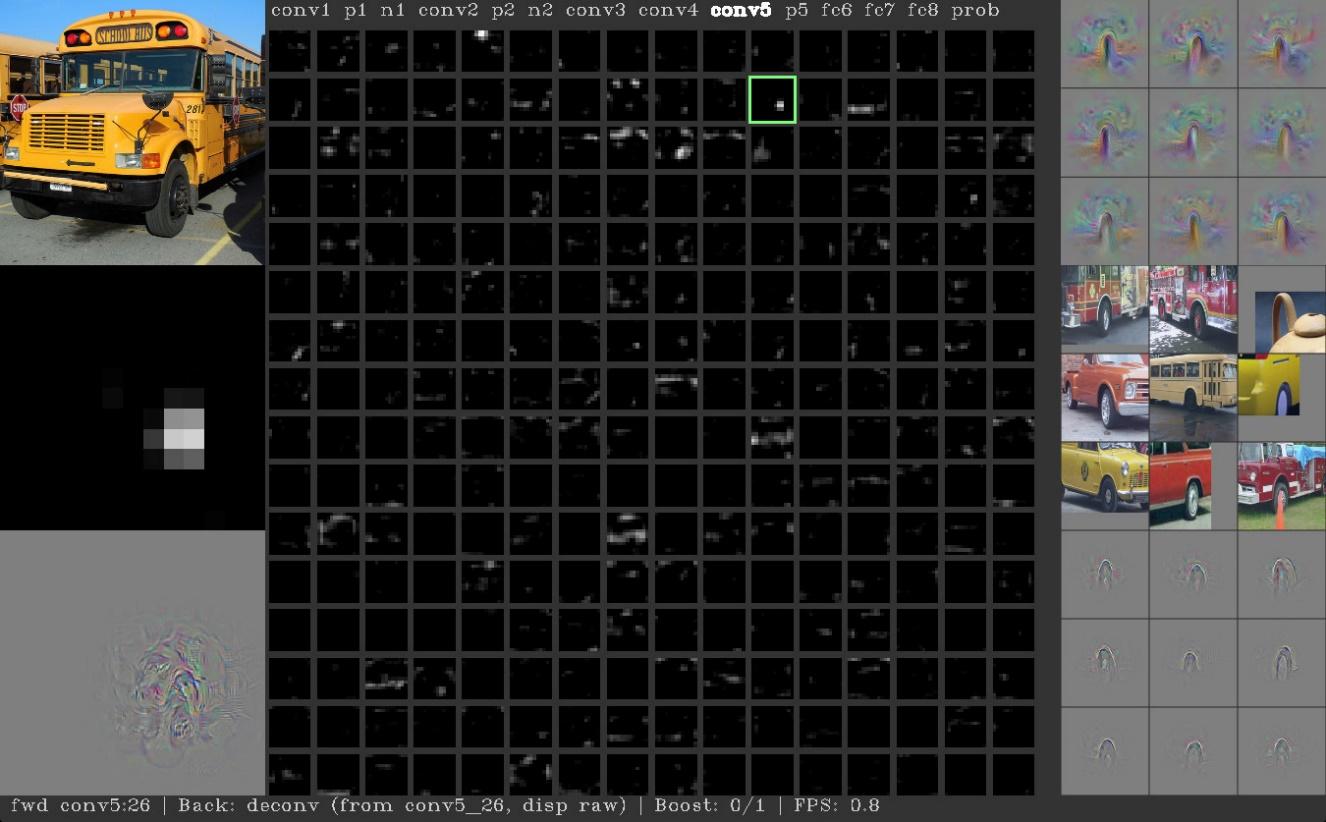 conv1 p1 n1 conv2 p2 n2 conv3 conv4 conv5 p5 fc6 fc7 fc8 prob
SCHOOL BUS
STOP
281
fwd conv5:26 | Back: deconv (from conv5_26, disp raw) | Boost: 0/1 | FPS: 0.8